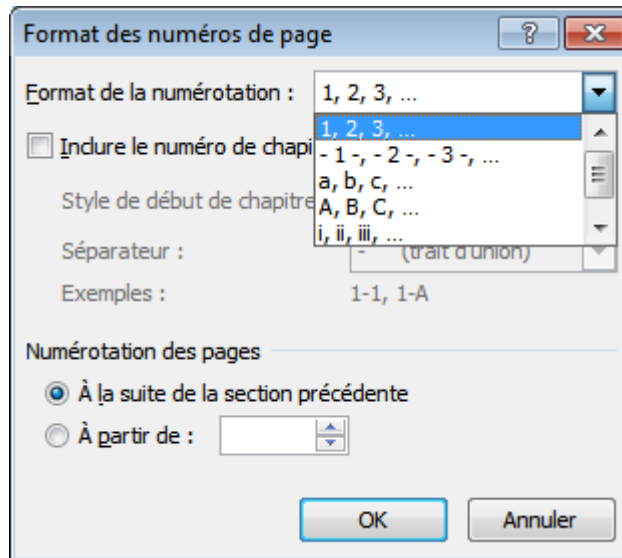 Format des numéros de page
Format de la numérotation : 1, 2, 3, ...
1, 2, 3, ...
Inclure le numéro de chapi
- 1 -, - 2 -, - 3 -, ...
a, b, c, ...
Style de début de chapitre
A, B, C, ...
i, ii, iii, ...
Séparateur : - (trait d'union)
Exemples : 1-1, 1-A
Numérotation des pages
À la suite de la section précédente
À partir de :
OK Annuler